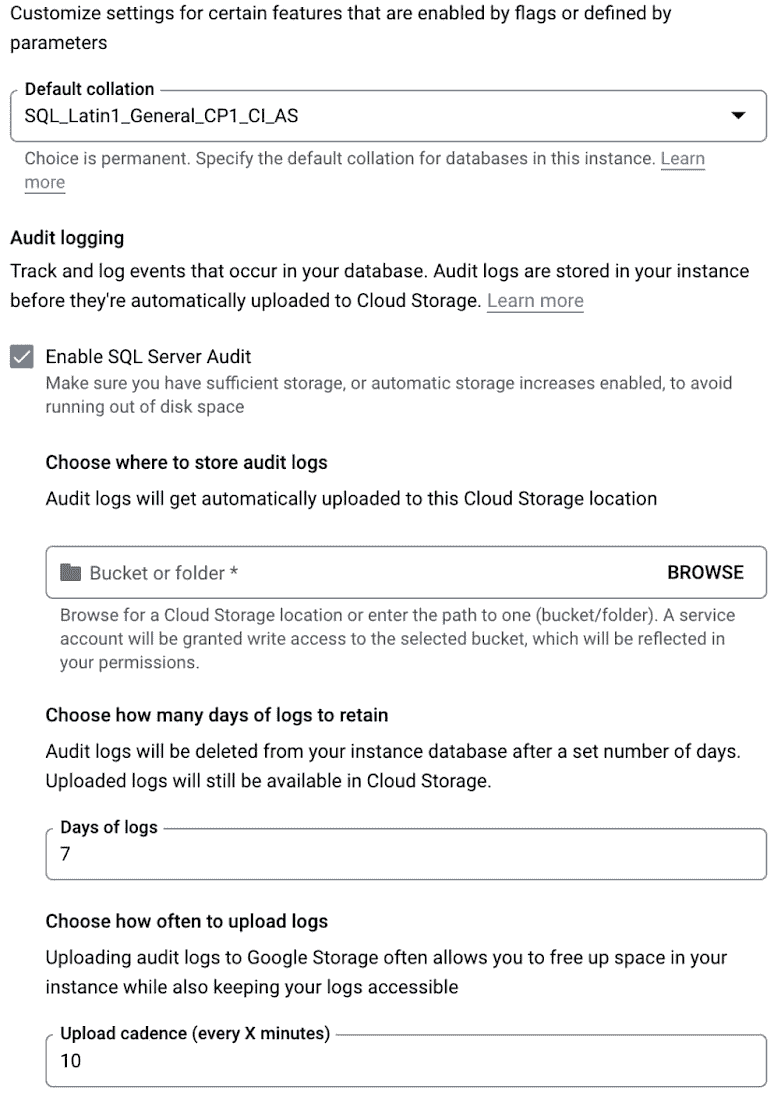 Customize settings for certain features that are enabled by flags or defined by
parameters
Default collation
SQL_Latin1_General_CP1_CI_AS
Choice is permanent. Specify the default collation for databases in this instance. Learn
more
Audit logging
Track and log events that occur in your database. Audit logs are stored in your instance
before they're automatically uploaded to Cloud Storage. Learn more
Enable SQL Server Audit
Make sure you have sufficient storage, or automatic storage increases enabled, to avoid
running out of disk space
Choose where to store audit logs
Audit logs will get automatically uploaded to this Cloud Storage location
Bucket or folder * BROWSE
Browse for a Cloud Storage location or enter the path to one (bucket/folder). A service
account will be granted write access to the selected bucket, which will be reflected in
your permissions.
Choose how many days of logs to retain
Audit logs will be deleted from your instance database after a set number of days.
Uploaded logs will still be available in Cloud Storage.
Days of logs
7
Choose how often to upload logs
Uploading audit logs to Google Storage often allows you to free up space in your
instance while also keeping your logs accessible
Upload cadence (every X minutes)
10